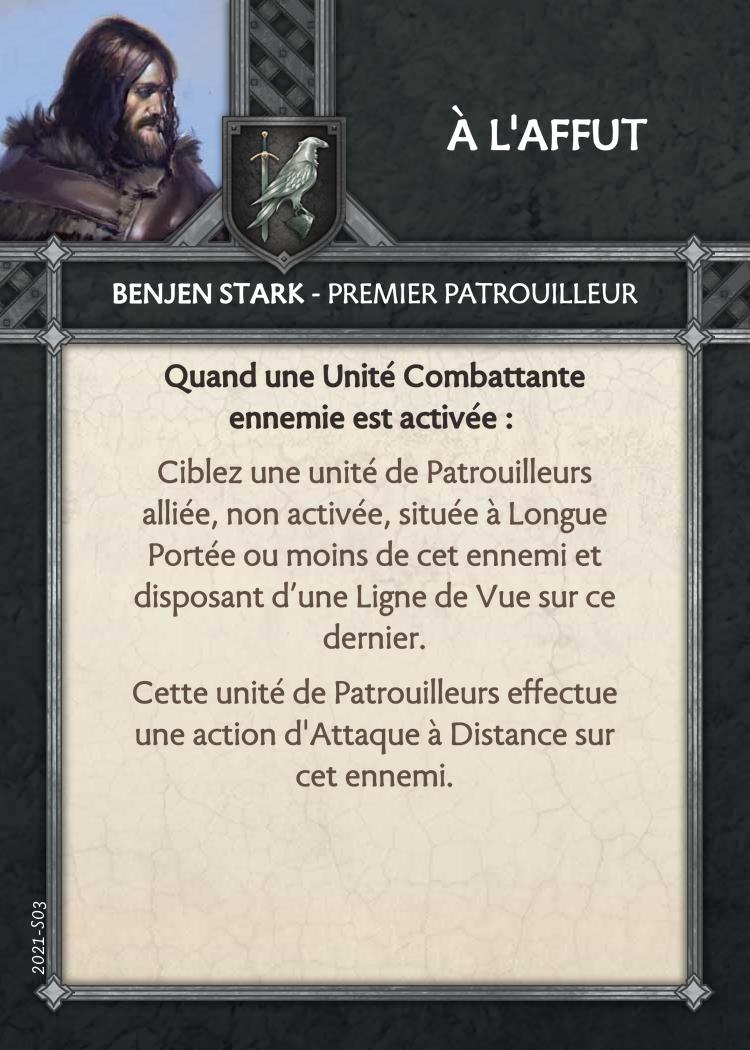 À L'AFFUT
BENJEN STARK - PREMIER PATROUILLEUR
Quand une Unité Combattante
ennemie est activée :
Ciblez une unité de Patrouilleurs
alliée, non activée, située à Longue
Portée ou moins de cet ennemi et
disposant d’une Ligne de Vue sur ce
dernier.
Cette unité de Patrouilleurs effectue
une action d'Attaque à Distance sur
cet ennemi.
2021-S03